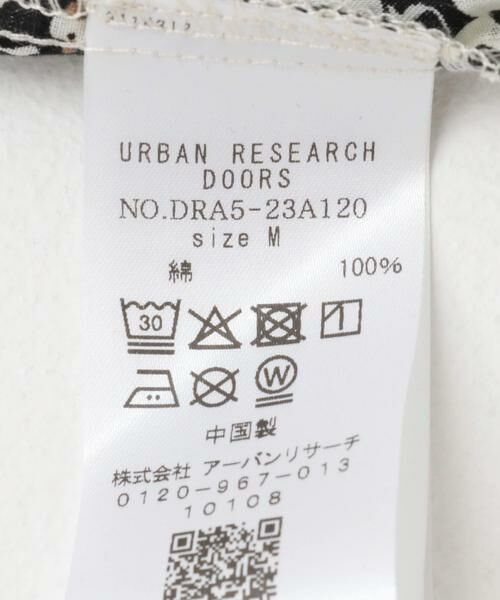 URBAN RESEARCH
DOORS
NO.DRA5-23A120
size M
綿 100%
30
W
中国製
株式会社 アーバンリサーチ
0120-967-013
10108